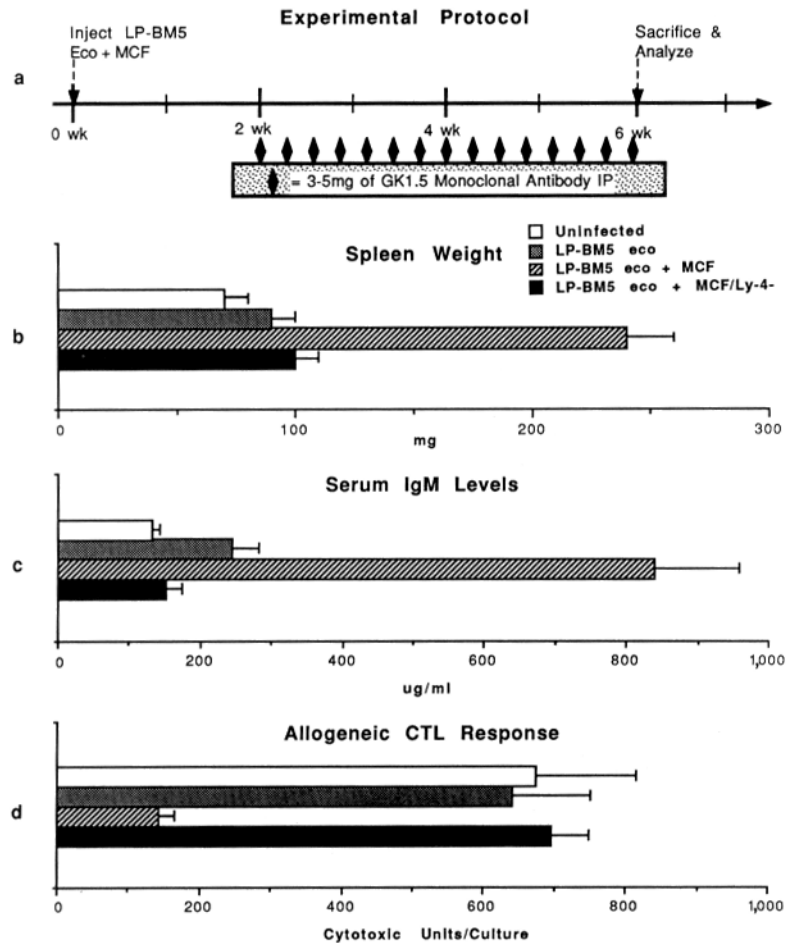 Experimental Protocol
Inject LP-BM5
Eco + MCF
Sacrifice &
Analyze
a
0 wk
2 wk
4 wk
6 wk
= 3-5mg of GK1.5 Monoclonal Antibody IP
Uninfected
LP-BM5 eco
LP-BM5 eco + MCF
LP-BM5 eco + MCF/Ly-4-
Spleen Weight
b
0 100 200 300
mg
Serum IgM Levels
c
0 200 400 600 800 1,000
ug/ml
Allogeneic CTL Response
d
0 200 400 600 800 1,000
Cytotoxic Units/Culture